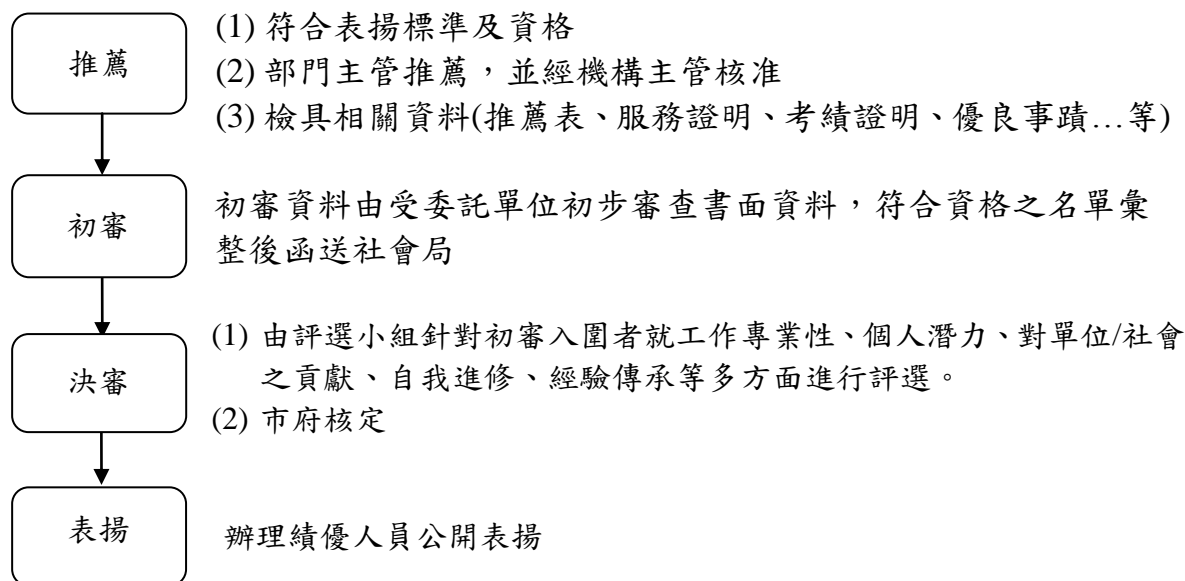 推薦
(1) 符合表揚標準及資格
(2) 部門主管推薦，並經機構主管核准
(3) 檢具相關資料(推薦表、服務證明、考績證明、優良事蹟…等)
初審
初審資料由受委託單位初步審查書面資料，符合資格之名單彙
整後函送社會局
決審
(1) 由評選小組針對初審入圍者就工作專業性、個人潛力、對單位/社會
之貢獻、自我進修、經驗傳承等多方面進行評選。
(2) 市府核定
表揚
辦理績優人員公開表揚